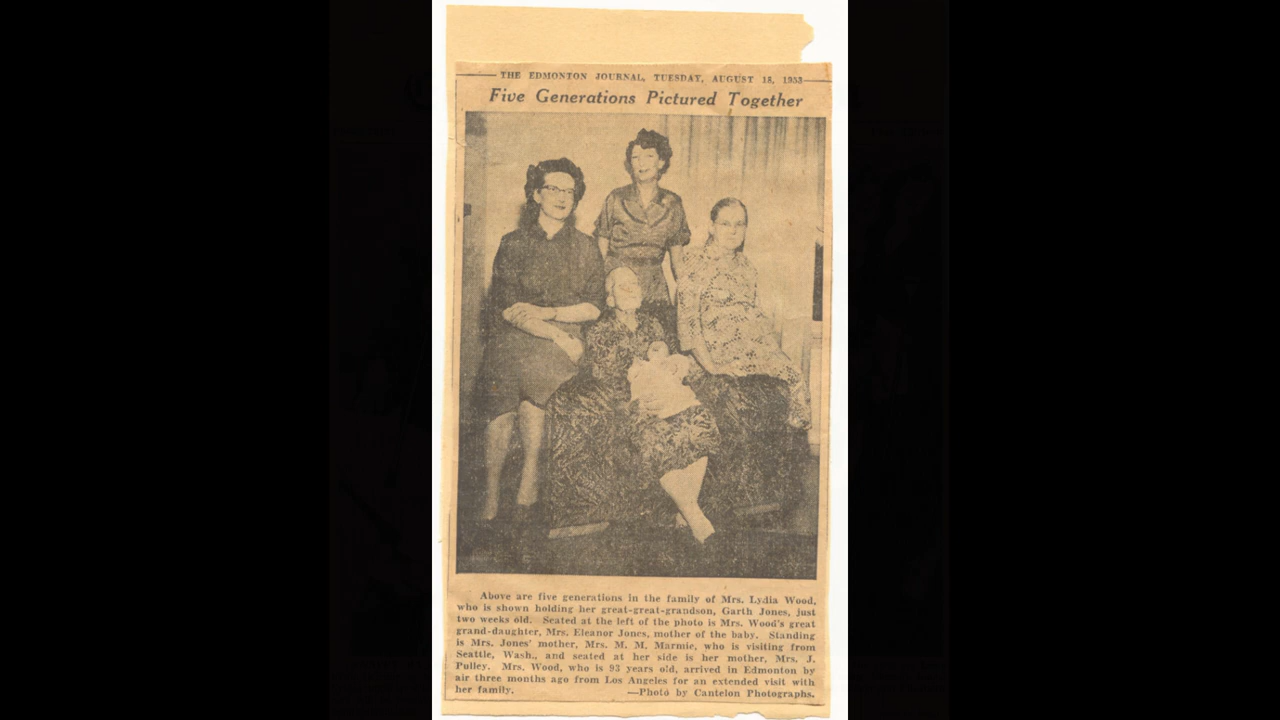 THE EDMONTON JOURNAL, TUESDAY, AUGUST 18, 1953
Five Generations Pictured Together
Above are five generations in the family of Mrs. Lydia Wood,
who is shown holding her great-great-grandson, Garth Jones, just
two weeks old. Seated at the left of the photo is Mrs. Wood's great
grand-daughter, Mrs. Eleanor Jones, mother of the baby. Standing
is Mrs. Jones' mother, Mrs. M. M. Marmie, who is visiting from
Seattle, Wash., and seated at her side is her mother, Mrs. J.
Pulley. Mrs. Wood, who is 93 years old, arrived in Edmonton by
air three months ago from Los Angeles for an extended visit with
her family. —Photo by Cantelon Photographs.